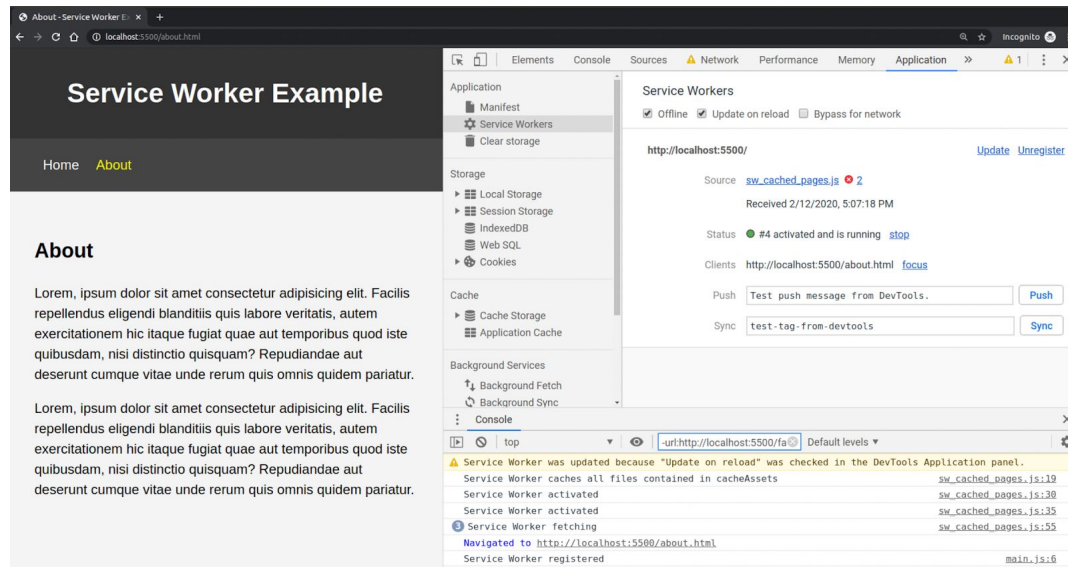 About - Service Worker E
localhost:5500/about.html
Incognito
Service Worker Example
Home About
About
Lorem, ipsum dolor sit amet consectetur adipisicing elit. Facilis
repellendus eligendi blanditiis quis labore veritatis, autem
exercitationem hic itaque fugiat quae aut temporibus quod iste
quibusdam, nisi distinctio quisquam? Repudiandae aut
deserunt cumque vitae unde rerum quis omnis quidem pariatur.
Lorem, ipsum dolor sit amet consectetur adipisicing elit. Facilis
repellendus eligendi blanditiis quis labore veritatis, autem
exercitationem hic itaque fugiat quae aut temporibus quod iste
quibusdam, nisi distinctio quisquam? Repudiandae aut
deserunt cumque vitae unde rerum quis omnis quidem pariatur.
Elements Console Sources Network Performance Memory Application » 1
Application
Manifest
Service Workers
Clear storage
Storage
Local Storage
Session Storage
IndexedDB
Web SQL
Cookies
Cache
Cache Storage
Application Cache
Background Services
Background Fetch
Background Sync
Service Workers
Offline Update on reload Bypass for network
http://localhost:5500/ Update Unregister
Source sw_cached_pages.js 2
Received 2/12/2020, 5:07:18 PM
Status #4 activated and is running stop
Clients http://localhost:5500/about.html focus
Push Test push message from DevTools. Push
Sync test-tag-from-devtools Sync
Console
top -url:http://localhost:5500/fa Default levels
Service Worker was updated because "Update on reload" was checked in the DevTools Application panel.
Service Worker caches all files contained in cacheAssets sw_cached_pages.js:19
Service Worker activated sw_cached_pages.js:30
Service Worker activated sw_cached_pages.js:35
3 Service Worker fetching sw_cached_pages.js:55
Navigated to http://localhost:5500/about.html
Service Worker registered main.js:6